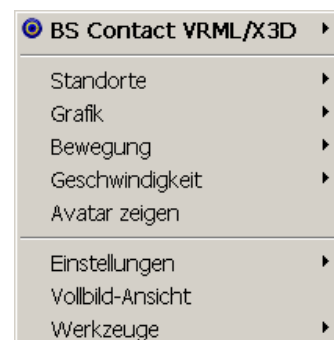 BS Contact VRML/X3D
Standorte
Grafik
Bewegung
Geschwindigkeit
Avatar zeigen
Einstellungen
Vollbild-Ansicht
Werkzeuge